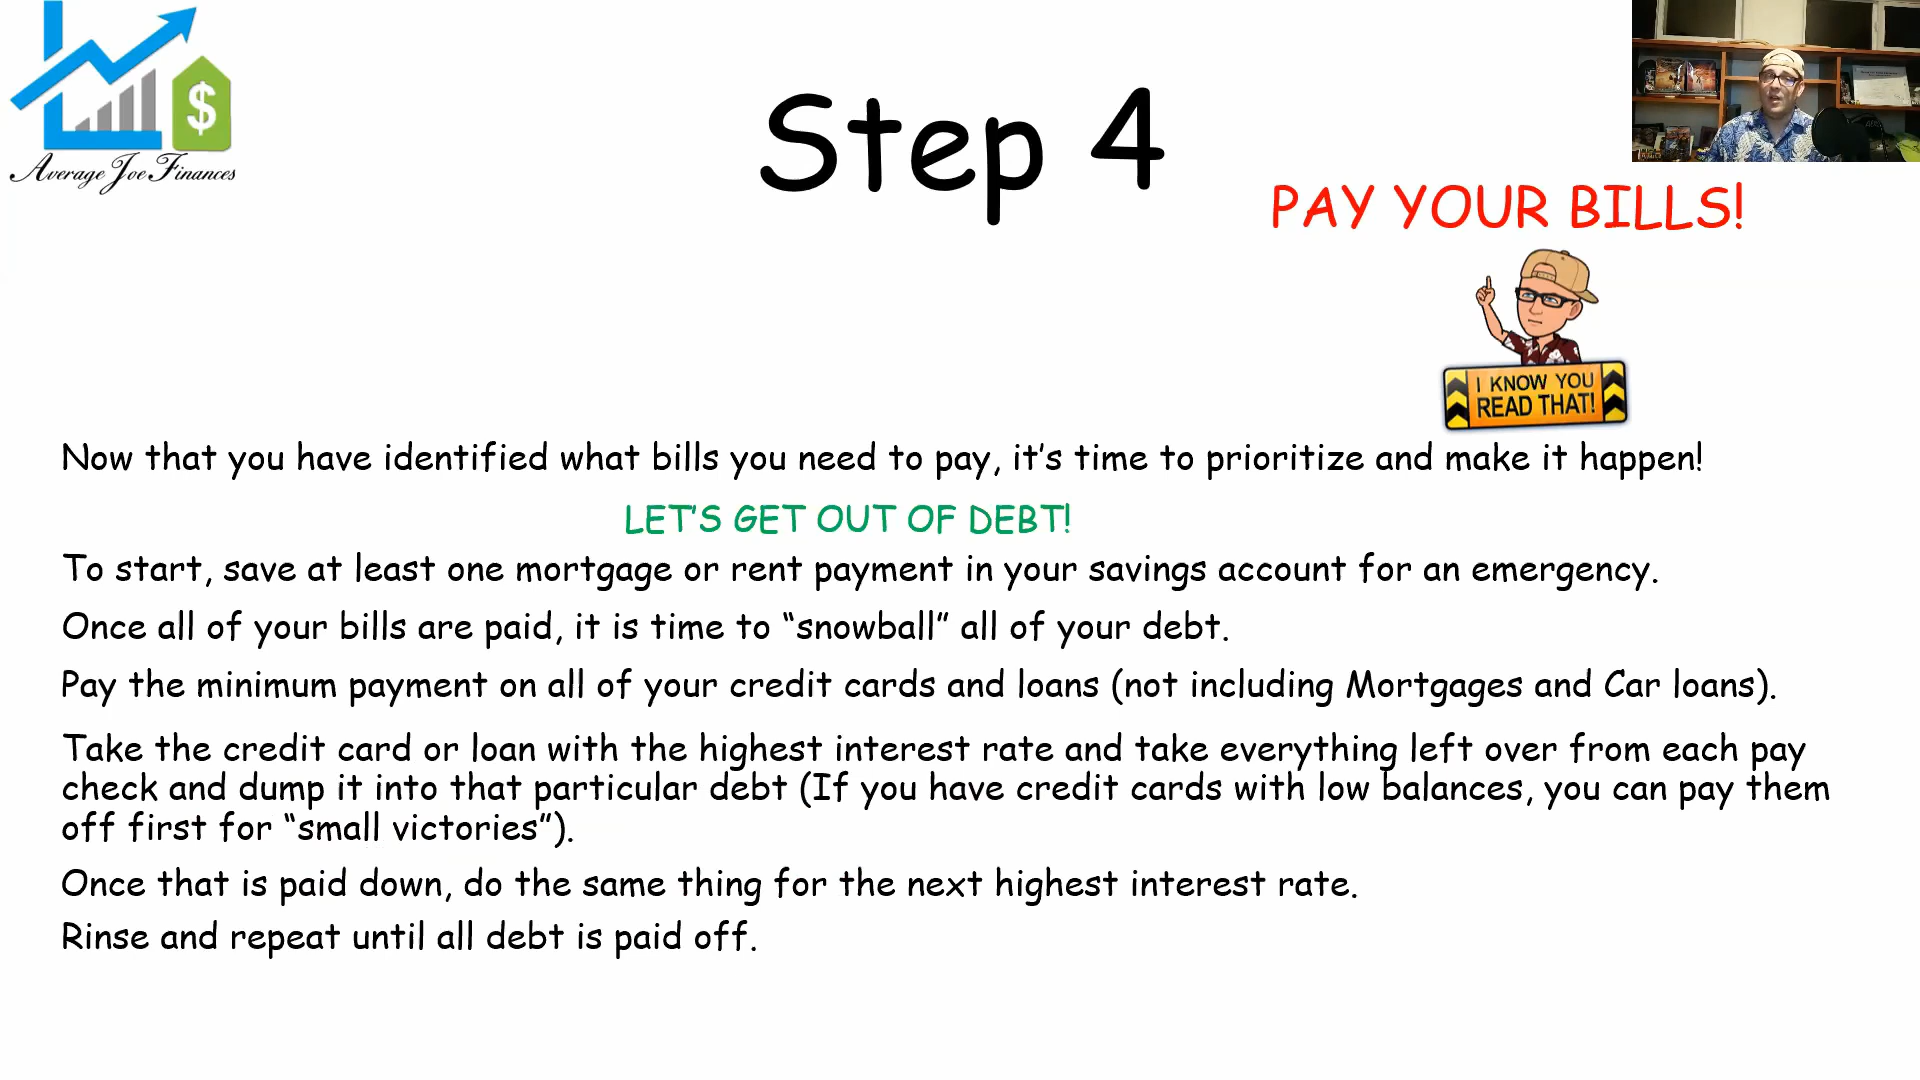 Average Joe Finances
$
Step 4
PAY YOUR BILLS!
I KNOW YOU
READ THAT!
Now that you have identified what bills you need to pay, it’s time to prioritize and make it happen!
LET’S GET OUT OF DEBT!
To start, save at least one mortgage or rent payment in your savings account for an emergency.
Once all of your bills are paid, it is time to “snowball” all of your debt.
Pay the minimum payment on all of your credit cards and loans (not including Mortgages and Car loans).
Take the credit card or loan with the highest interest rate and take everything left over from each pay
check and dump it into that particular debt (If you have credit cards with low balances, you can pay them
off first for “small victories”).
Once that is paid down, do the same thing for the next highest interest rate.
Rinse and repeat until all debt is paid off.